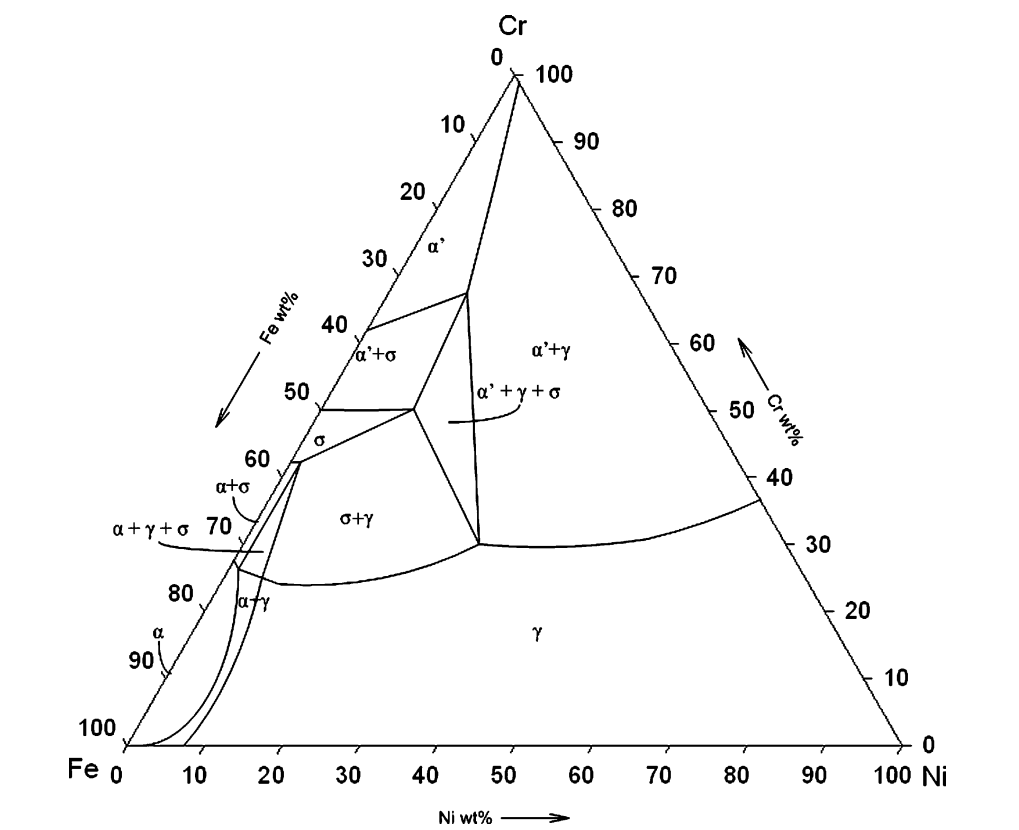 Cr
0 100
10 90
20 80
α’
30 70
Fe wt%
40 60
α’+σ α’+γ
α’ + γ + σ
50 50
Cr wt%
σ
60 40
α+σ
σ+γ
α + γ + σ 70
30
80 α+γ 20
α γ
90 10
100 0
Fe 0 10 20 30 40 50 60 70 80 90 100 Ni
Ni wt%